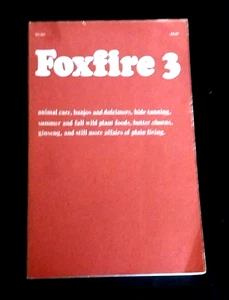 Foxfire 3
animal care, banjos and dulcimers, hide tanning,
summer and fall wild plant foods, butter churns,
ginseng, and still more affairs of plain living.